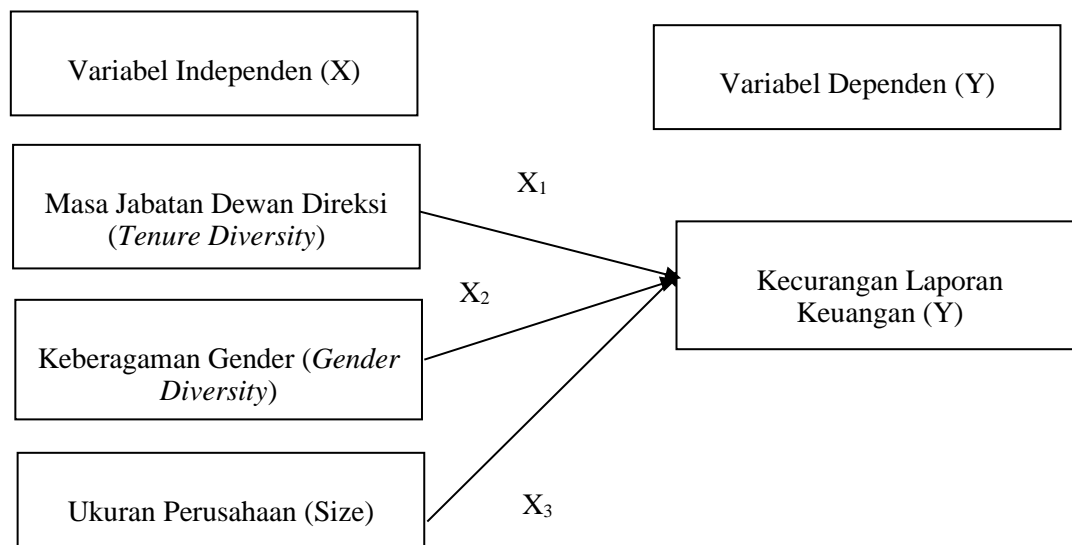 Variabel Independen (X)
Variabel Dependen (Y)
Masa Jabatan Dewan Direksi
(Tenure Diversity)
X₁
Kecurangan Laporan
Keuangan (Y)
X₂
Keberagaman Gender (Gender
Diversity)
Ukuran Perusahaan (Size)
X₃